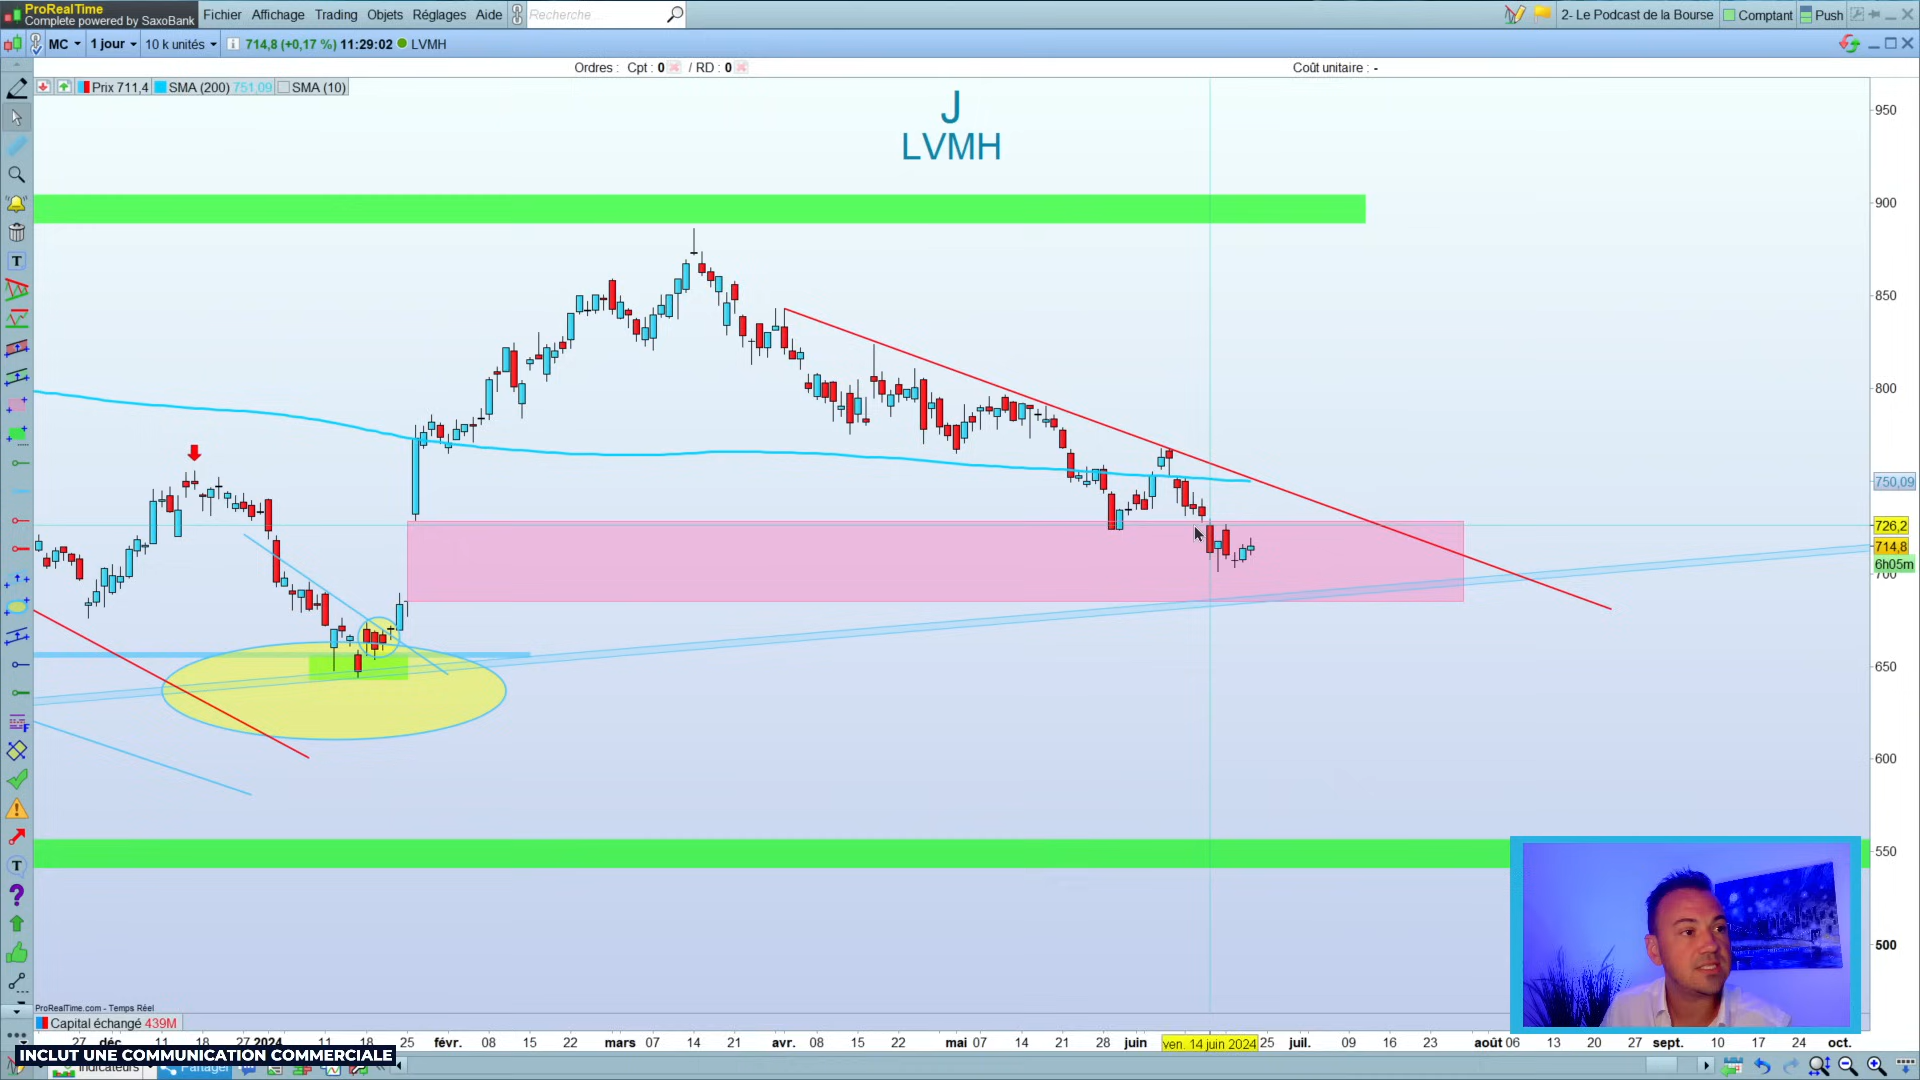 ProRealTime
Complete powered by SaxoBank
Fichier Affichage Trading Objets Réglages Aide Recherche... 2- Le Podcast de la Bourse Comptant Push
MC 1 jour 10 k unités 714,8 (+0,17 %) 11:29:02 LVMH
Ordres : Cpt : 0 / RD : 0 Coût unitaire : -
Prix 711,4 SMA (200) 751,09 SMA (10)
J
LVMH
950
900
850
800
750,09
726,2
714,8
6h05m
700
650
600
550
500
ProRealTime.com - Temps Réel
Capital échangé 439M
27 déc. 11 18 27 2024 11 18 25 févr. 08 15 22 mars 07 14 21 avr. 08 15 22 mai 07 14 21 28 juin ven. 14 juin 2024 25 juil. 09 16 23 août 06 13 20 27 sept. 10 17 24 oct.
INCLUT UNE COMMUNICATION COMMERCIALE
Indicateurs Partager